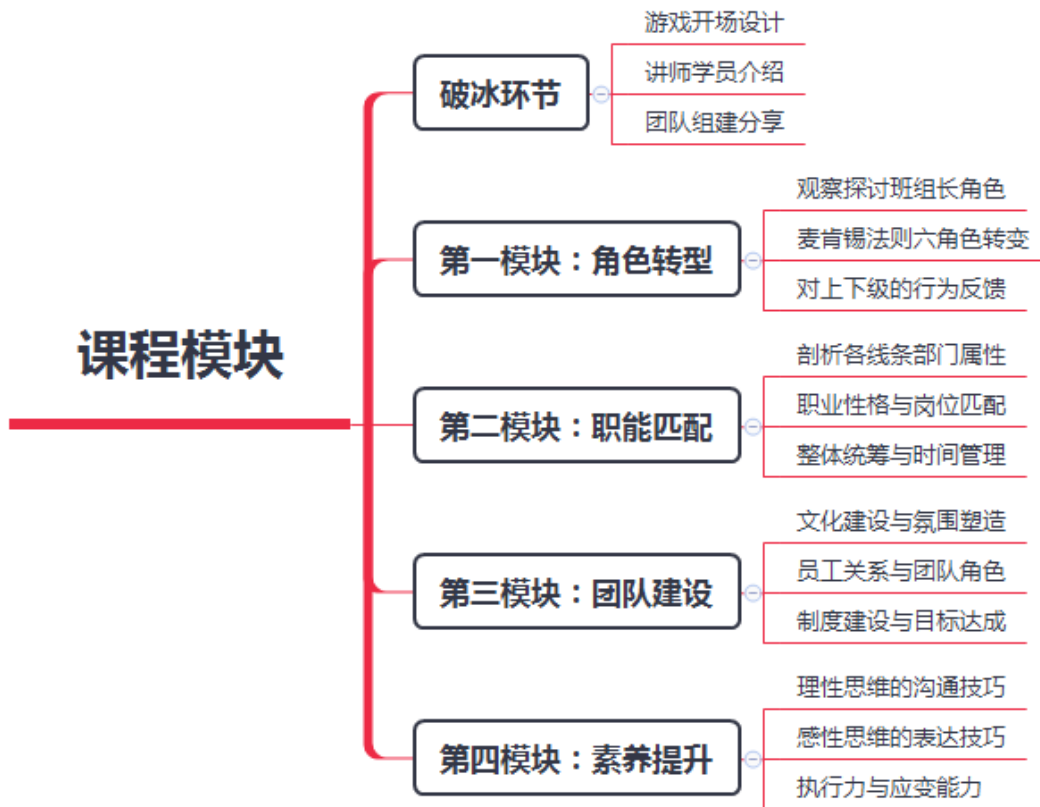 课程模块
破冰环节
游戏开场设计
讲师学员介绍
团队组建分享
第一模块：角色转型
观察探讨班组长角色
麦肯锡法则六角色转变
对上下级的行为反馈
第二模块：职能匹配
剖析各线条部门属性
职业性格与岗位匹配
整体统筹与时间管理
第三模块：团队建设
文化建设与氛围塑造
员工关系与团队角色
制度建设与目标达成
第四模块：素养提升
理性思维的沟通技巧
感性思维的表达技巧
执行力与应变能力